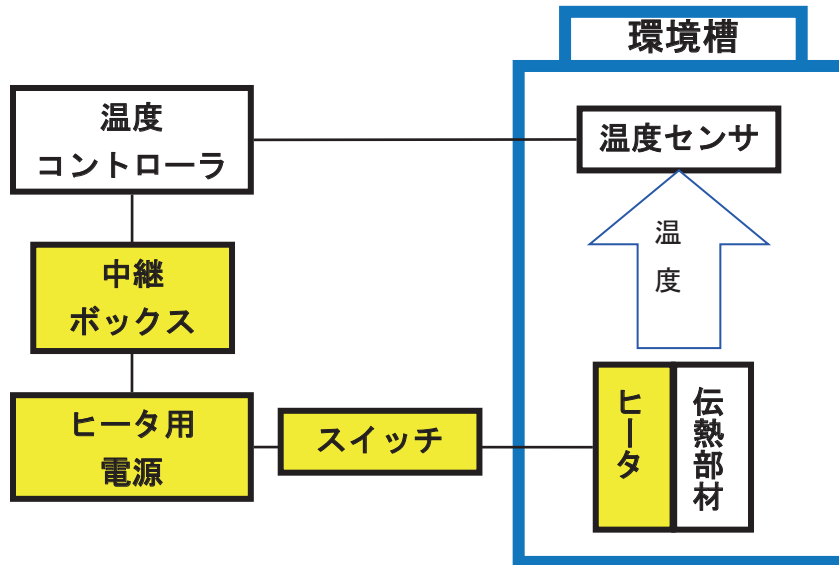 環境槽
温度
コントローラ
温度センサ
温
度
中継
ボックス
ヒータ用
電源
スイッチ
ヒータ
伝熱部材